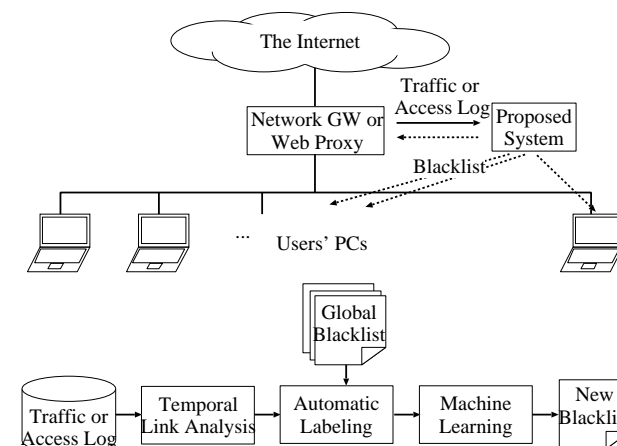 The Internet
Traffic or
Access Log
Network GW or
Web Proxy
Proposed
System
Blacklist
...
Users' PCs
Global
Blacklist
Traffic or
Access Log
Temporal
Link Analysis
Automatic
Labeling
Machine
Learning
New
Blacklist